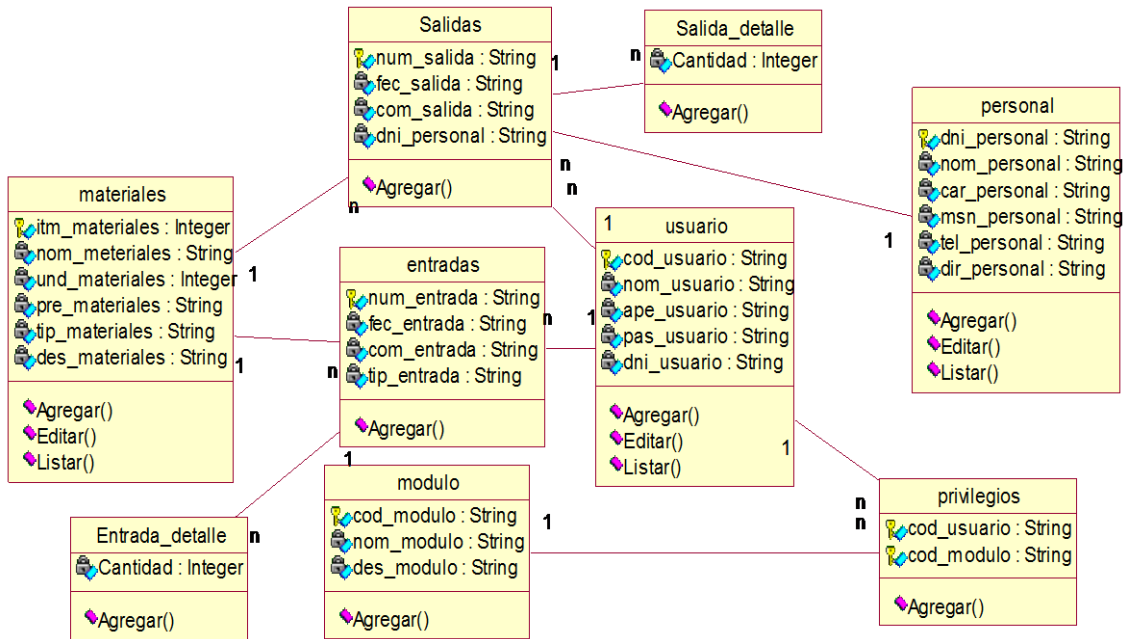 Salidas
num_salida : String
fec_salida : String
com_salida : String
dni_personal : String
Agregar()
1
n
n
n
Salida_detalle
n
Cantidad : Integer
Agregar()
personal
dni_personal : String
nom_personal : String
car_personal : String
msn_personal : String
tel_personal : String
dir_personal : String
Agregar()
Editar()
Listar()
1
materiales
itm_materiales : Integer
nom_meteriales : String
und_materiales : Integer
pre_materiales : String
tip_materiales : String
des_materiales : String
Agregar()
Editar()
Listar()
1
1
entradas
num_entrada : String
fec_entrada : String
com_entrada : String
tip_entrada : String
Agregar()
n
n
1
1 usuario
cod_usuario : String
nom_usuario : String
ape_usuario : String
pas_usuario : String
dni_usuario : String
Agregar()
Editar()
Listar()
1
1
Entrada_detalle
n
Cantidad : Integer
Agregar()
modulo
cod_modulo : String
nom_modulo : String
des_modulo : String
Agregar()
1
privilegios
n
n
cod_usuario : String
cod_modulo : String
Agregar()